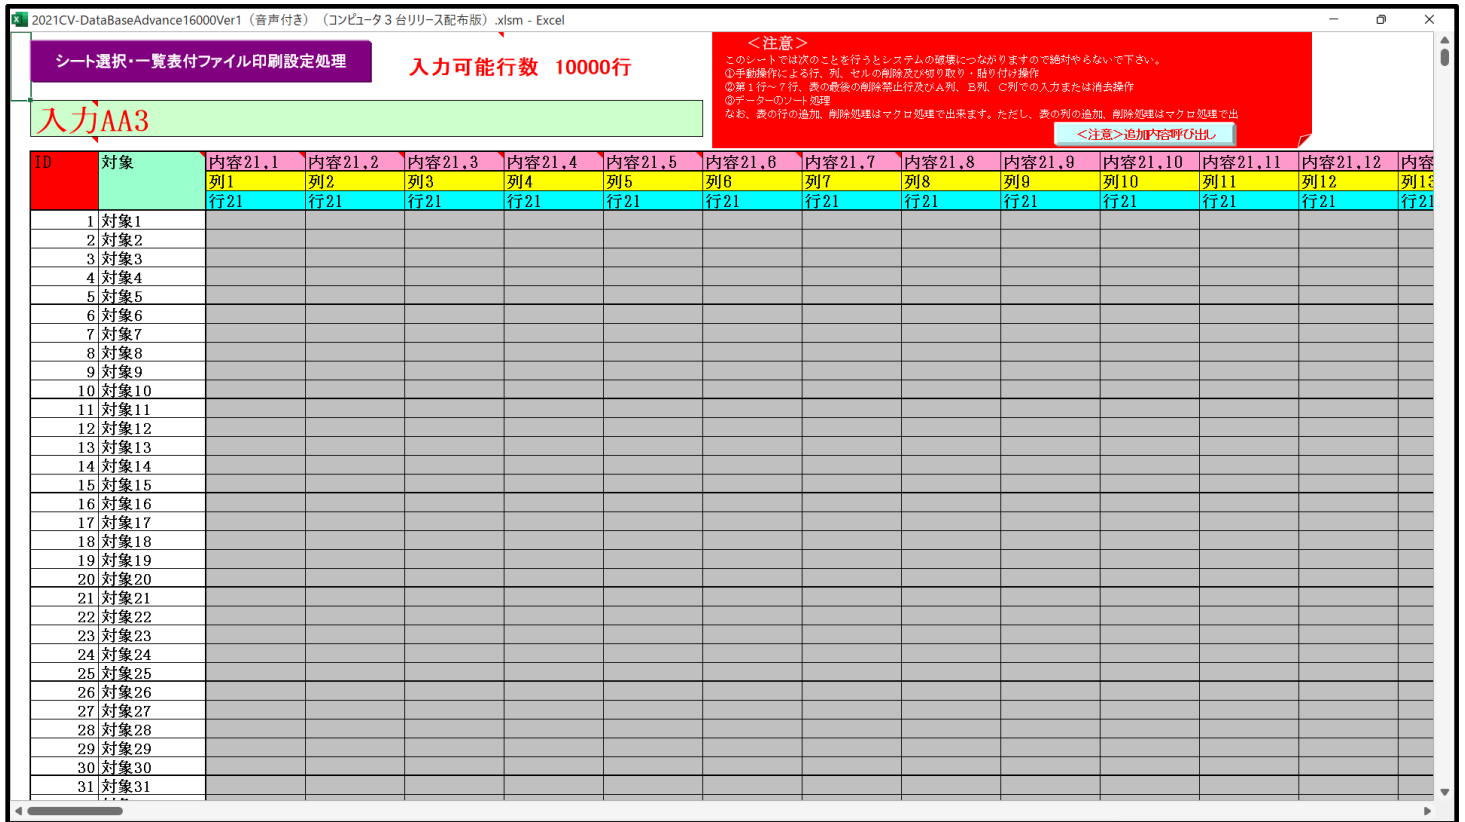 2021CV-DataBaseAdvance16000Ver1（音声付き）（コンピュータ３台リリース配布版）.xlsm - Excel
シート選択・一覧表付ファイル印刷設定処理
入力可能行数 10000行
＜注意＞
このシートでは次のことを行うとシステムの破壊につながりますので絶対やらないで下さい。
①手動操作による行、列、セルの削除及び切り取り・貼り付け操作
②第１行～７行、表の最後の削除禁止行及びＡ列、Ｂ列、Ｃ列での入力または消去操作
③データーのソート処理
なお、表の行の追加、削除処理はマクロ処理で出来ます。ただし、表の列の追加、削除処理はマクロ処理で出
＜注意＞追加内容呼び出し
入力AA3
ID 対象 内容21,1 内容21,2 内容21,3 内容21,4 内容21,5 内容21,6 内容21,7 内容21,8 内容21,9 内容21,10 内容21,11 内容21,12 内容
列1 列2 列3 列4 列5 列6 列7 列8 列9 列10 列11 列12 列13
行21 行21 行21 行21 行21 行21 行21 行21 行21 行21 行21 行21 行21
1 対象1
2 対象2
3 対象3
4 対象4
5 対象5
6 対象6
7 対象7
8 対象8
9 対象9
10 対象10
11 対象11
12 対象12
13 対象13
14 対象14
15 対象15
16 対象16
17 対象17
18 対象18
19 対象19
20 対象20
21 対象21
22 対象22
23 対象23
24 対象24
25 対象25
26 対象26
27 対象27
28 対象28
29 対象29
30 対象30
31 対象31